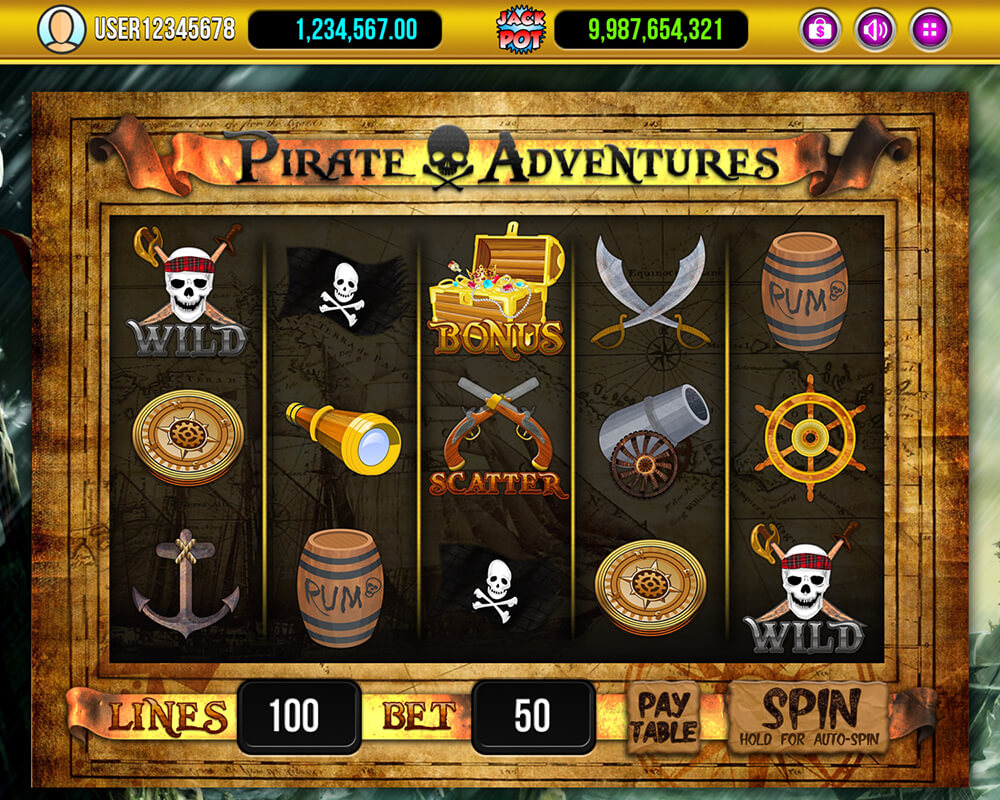 USER12345678
1,234,567.00
JACK
POT
9,987,654,321
$
PIRATE ADVENTURES
WILD
BONUS
RUM
SCATTER
RUM
WILD
LINES
100
BET
50
PAY
TABLE
SPIN
HOLD FOR AUTO-SPIN